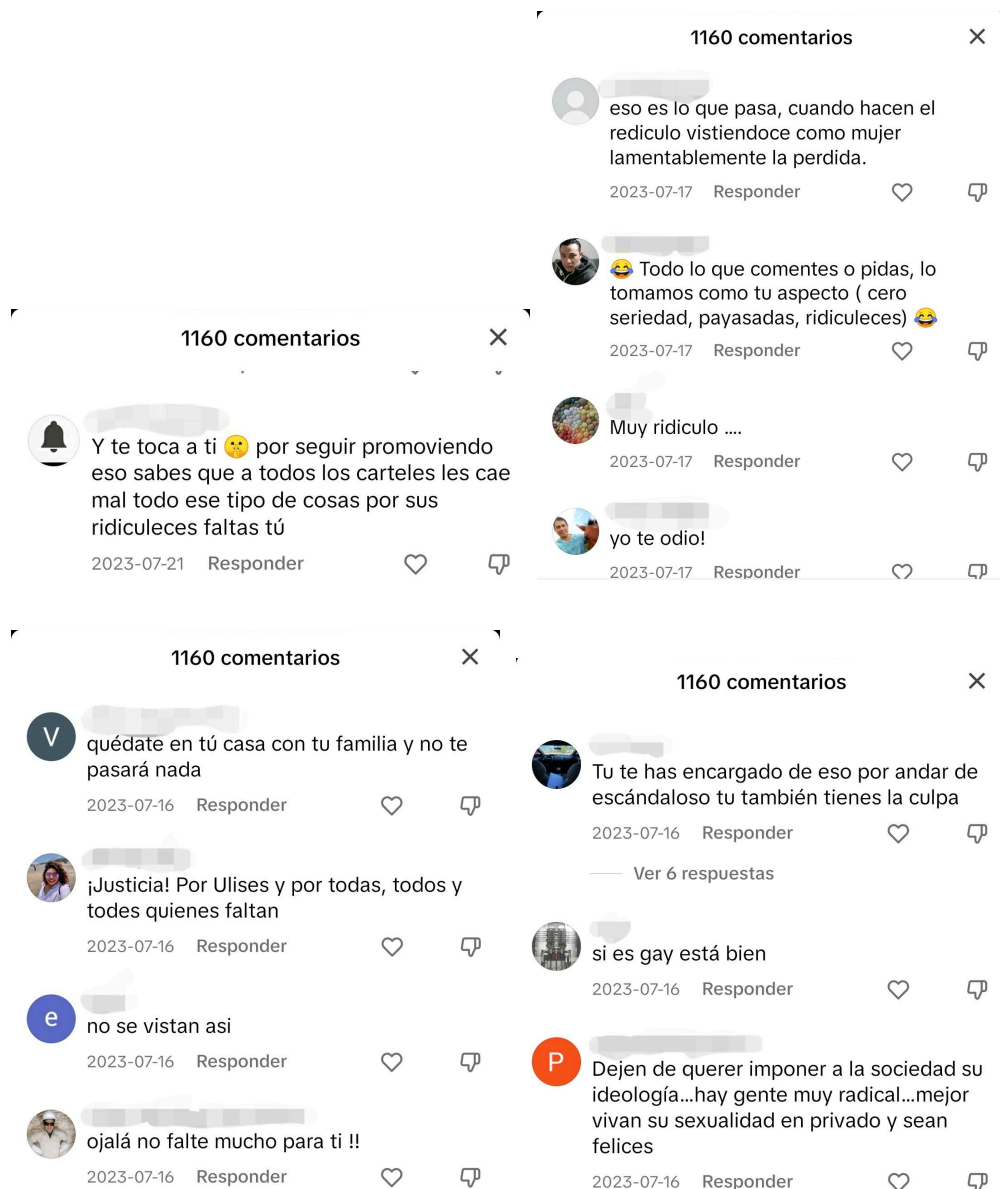 1160 comentarios
Y te toca a ti 🤫 por seguir promoviendo
eso sabes que a todos los carteles les cae
mal todo ese tipo de cosas por sus
ridiculeces faltas tú
2023-07-21 Responder
1160 comentarios
eso es lo que pasa, cuando hacen el
rediculo vistiendoce como mujer
lamentablemente la perdida.
2023-07-17 Responder
😂 Todo lo que comentes o pidas, lo
tomamos como tu aspecto ( cero
seriedad, payasadas, ridiculeces) 😂
2023-07-17 Responder
Muy ridiculo ....
2023-07-17 Responder
yo te odio!
2023-07-17 Responder
1160 comentarios
V
quédate en tú casa con tu familia y no te
pasará nada
2023-07-16 Responder
¡Justicia! Por Ulises y por todas, todos y
todes quienes faltan
2023-07-16 Responder
e
no se vistan asi
2023-07-16 Responder
ojalá no falte mucho para ti !!
2023-07-16 Responder
1160 comentarios
Tu te has encargado de eso por andar de
escándaloso tu también tienes la culpa
2023-07-16 Responder
Ver 6 respuestas
si es gay está bien
2023-07-16 Responder
P
Dejen de querer imponer a la sociedad su
ideología...hay gente muy radical...mejor
vivan su sexualidad en privado y sean
felices
2023-07-16 Responder